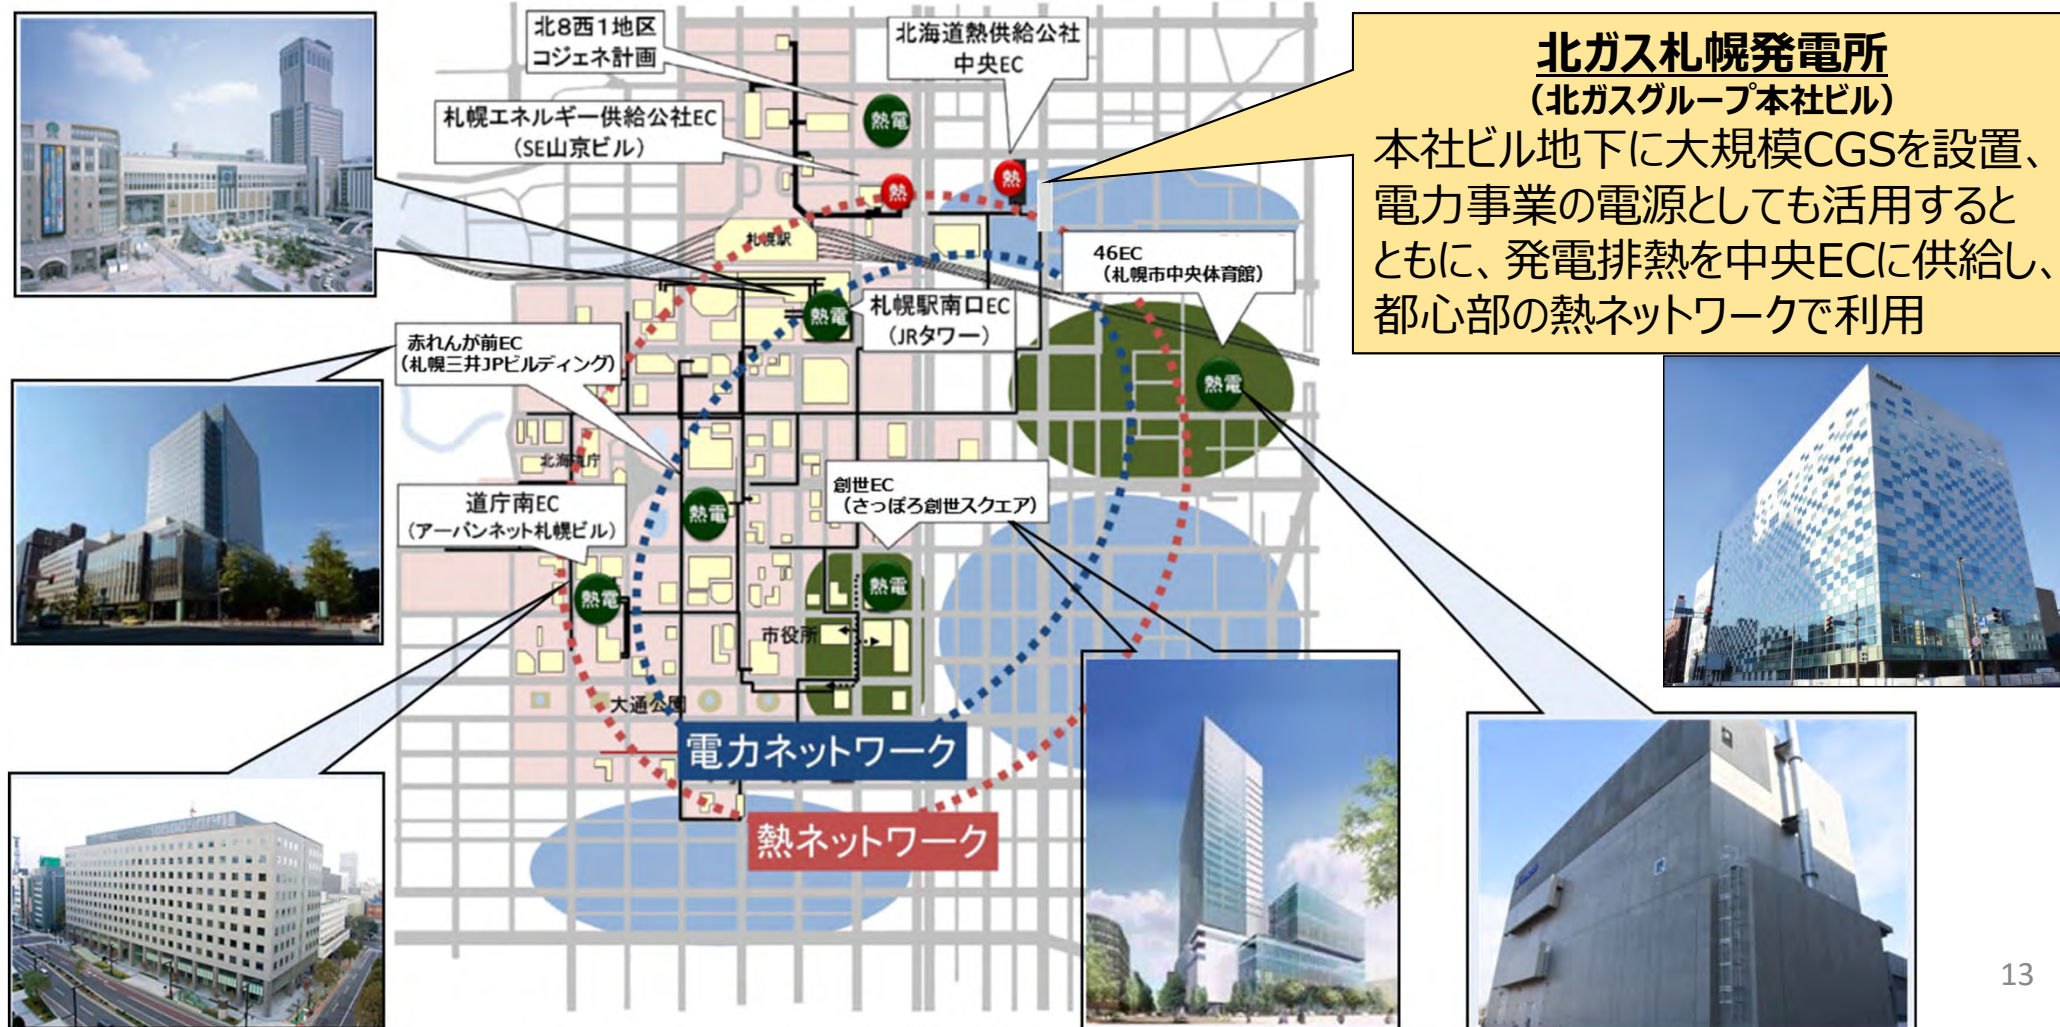 北8西1地区
コジェネ計画
北海道熱供給公社
中央EC
札幌エネルギー供給公社EC
(SE山京ビル)
熱電
熱
熱
北ガス札幌発電所
（北ガスグループ本社ビル）
本社ビル地下に大規模CGSを設置、
電力事業の電源としても活用すると
ともに、発電排熱を中央ECに供給し、
都心部の熱ネットワークで利用
札幌駅
46EC
（札幌市中央体育館）
熱電
札幌駅南口EC
(JRタワー)
熱電
赤れんが前EC
（札幌三井JPビルディング）
北海道庁
道庁南EC
(アーバンネット札幌ビル)
熱電
創世EC
（さっぽろ創世スクエア）
熱電
熱電
市役所
大通公園
電力ネットワーク
熱ネットワーク
13